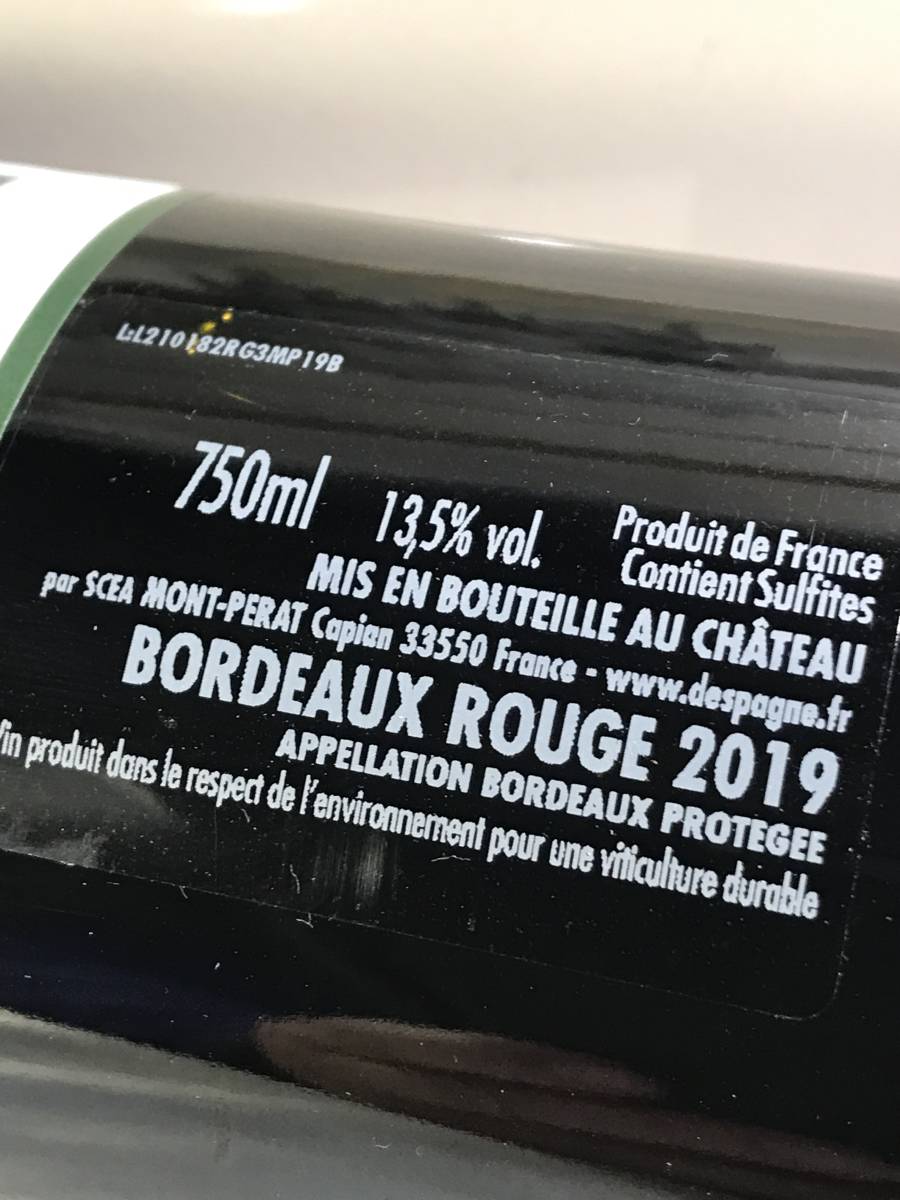 L:L210182RG3MP19B
750ml 13,5% vol.
Produit de France
Contient Sulfites
MIS EN BOUTEILLE AU CHÂTEAU
par SCEA MONT-PERAT Capian 33550 France - www.despagne.fr
BORDEAUX ROUGE 2019
APPELLATION BORDEAUX PROTEGEE
Vin produit dans le respect de l'environnement pour une viticulture durable